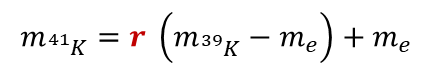 m₄₁K = r (m₃₉K − mₑ) + mₑ